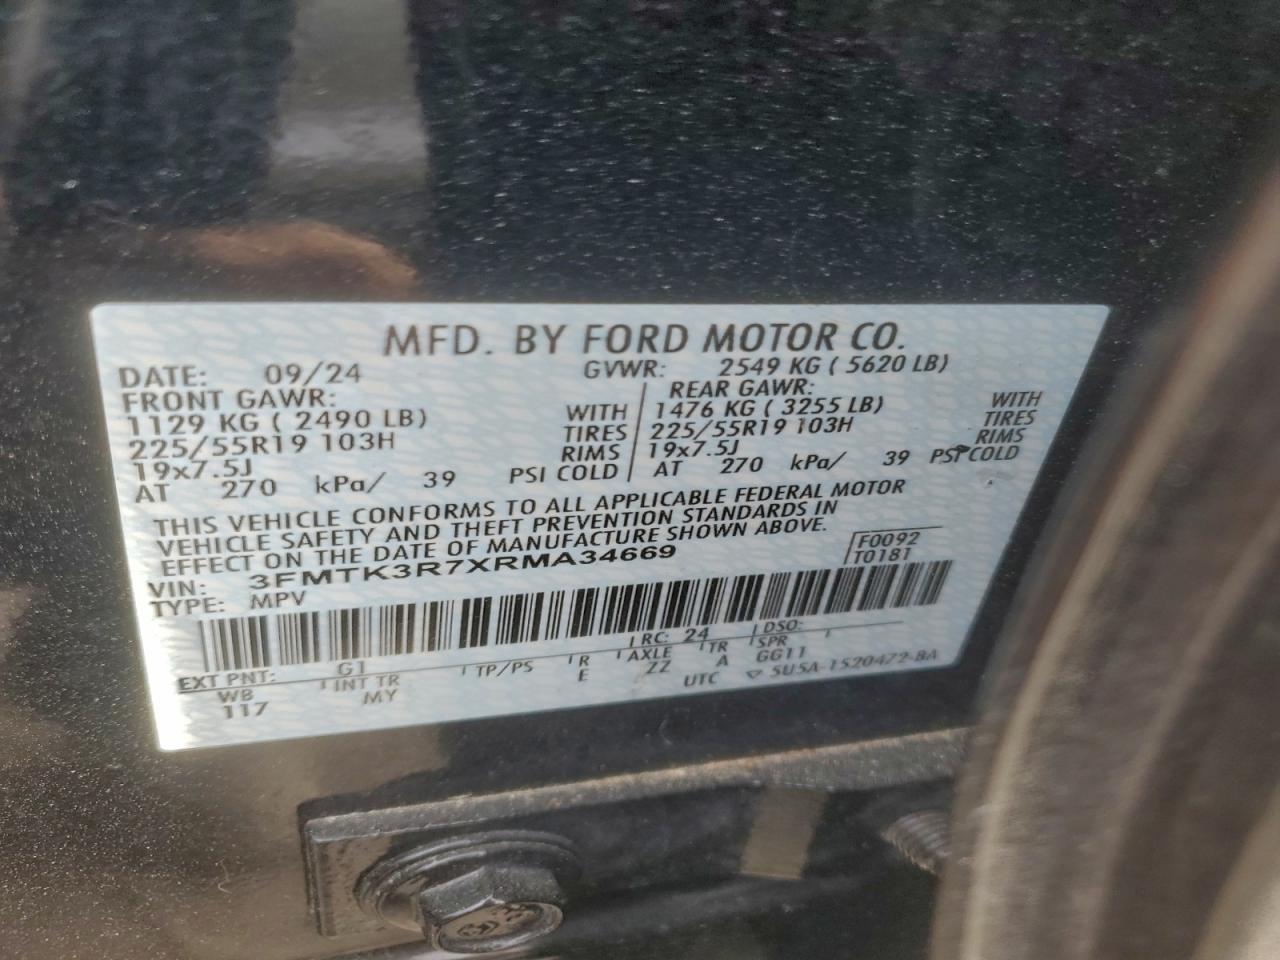 MFD. BY FORD MOTOR CO.
DATE: 09/24 GVWR: 2549 KG ( 5620 LB)
FRONT GAWR: REAR GAWR:
1129 KG ( 2490 LB) WITH 1476 KG ( 3255 LB) WITH
225/55R19 103H TIRES 225/55R19 103H TIRES
19x7.5J RIMS 19x7.5J RIMS
AT 270 kPa/ 39 PSI COLD AT 270 kPa/ 39 PSI COLD
THIS VEHICLE CONFORMS TO ALL APPLICABLE FEDERAL MOTOR
VEHICLE SAFETY AND THEFT PREVENTION STANDARDS IN
EFFECT ON THE DATE OF MANUFACTURE SHOWN ABOVE.
VIN: 3FMTK3R7XRMA34669 F0092
TYPE: MPV T0181
EXT PNT: G1 RC: 24 DSO:
WB INT TR TP/PS R AXLE TR SPR
117 MY E ZZ A GG11
UTC ▽ 5U5A-1520472-BA